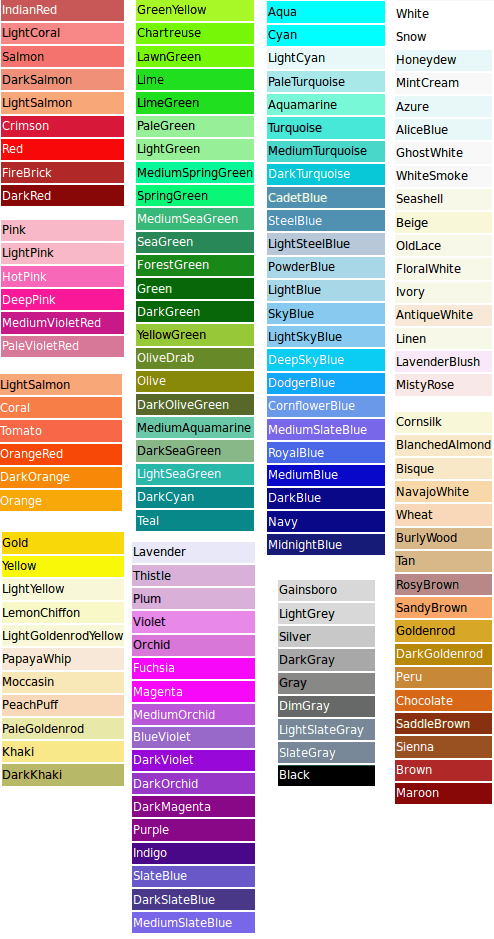 IndianRed
LightCoral
Salmon
DarkSalmon
LightSalmon
Crimson
Red
FireBrick
DarkRed
Pink
LightPink
HotPink
DeepPink
MediumVioletRed
PaleVioletRed
LightSalmon
Coral
Tomato
OrangeRed
DarkOrange
Orange
Gold
Yellow
LightYellow
LemonChiffon
LightGoldenrodYellow
PapayaWhip
Moccasin
PeachPuff
PaleGoldenrod
Khaki
DarkKhaki
GreenYellow
Chartreuse
LawnGreen
Lime
LimeGreen
PaleGreen
LightGreen
MediumSpringGreen
SpringGreen
MediumSeaGreen
SeaGreen
ForestGreen
Green
DarkGreen
YellowGreen
OliveDrab
Olive
DarkOliveGreen
MediumAquamarine
DarkSeaGreen
LightSeaGreen
DarkCyan
Teal
Lavender
Thistle
Plum
Violet
Orchid
Fuchsia
Magenta
MediumOrchid
BlueViolet
DarkViolet
DarkOrchid
DarkMagenta
Purple
Indigo
SlateBlue
DarkSlateBlue
MediumSlateBlue
Aqua
Cyan
LightCyan
PaleTurquoise
Aquamarine
Turquoise
MediumTurquoise
DarkTurquoise
CadetBlue
SteelBlue
LightSteelBlue
PowderBlue
LightBlue
SkyBlue
LightSkyBlue
DeepSkyBlue
DodgerBlue
CornflowerBlue
MediumSlateBlue
RoyalBlue
MediumBlue
DarkBlue
Navy
MidnightBlue
Gainsboro
LightGrey
Silver
DarkGray
Gray
DimGray
LightSlateGray
SlateGray
Black
White
Snow
Honeydew
MintCream
Azure
AliceBlue
GhostWhite
WhiteSmoke
Seashell
Beige
OldLace
FloralWhite
Ivory
AntiqueWhite
Linen
LavenderBlush
MistyRose
Cornsilk
BlanchedAlmond
Bisque
NavajoWhite
Wheat
BurlyWood
Tan
RosyBrown
SandyBrown
Goldenrod
DarkGoldenrod
Peru
Chocolate
SaddleBrown
Sienna
Brown
Maroon